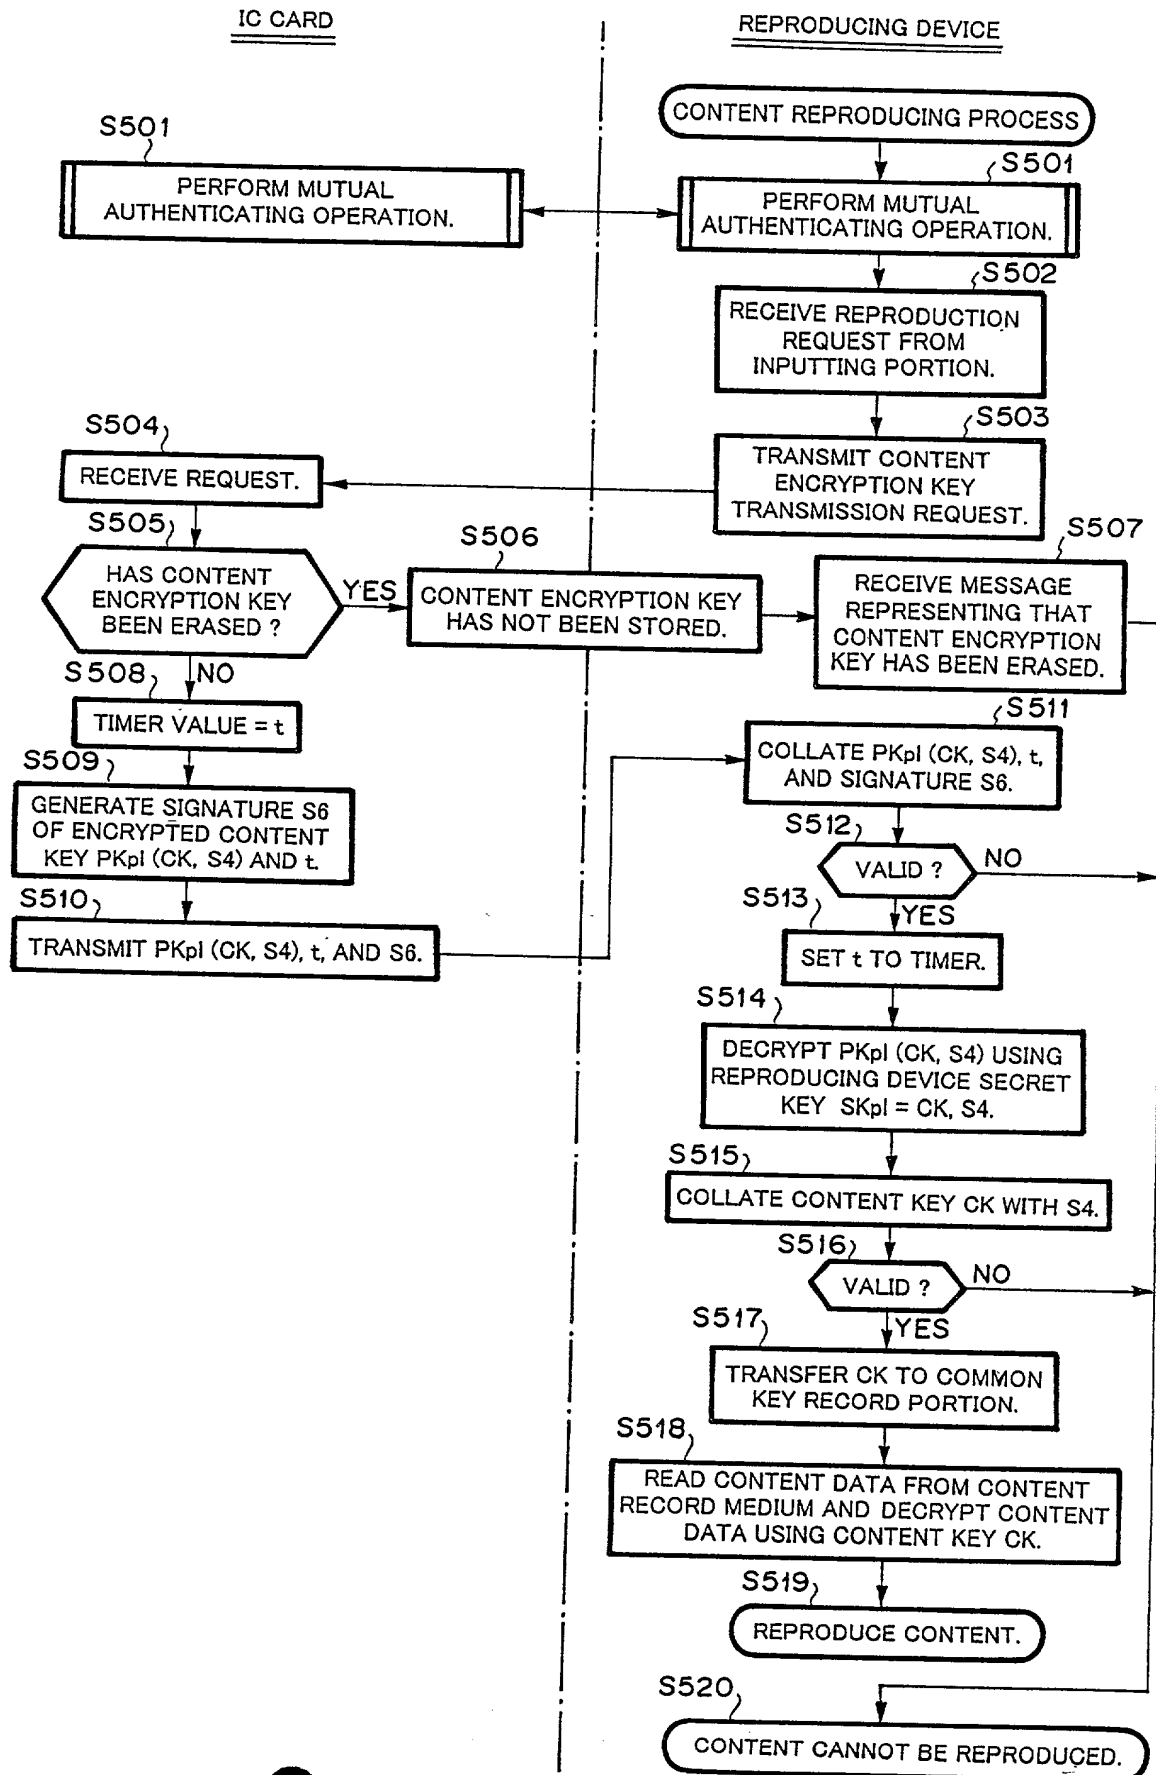 IC CARD
REPRODUCING DEVICE
CONTENT REPRODUCING PROCESS
S501
PERFORM MUTUAL
AUTHENTICATING OPERATION.
S501
PERFORM MUTUAL
AUTHENTICATING OPERATION.
S502
RECEIVE REPRODUCTION
REQUEST FROM
INPUTTING PORTION.
S503
TRANSMIT CONTENT
ENCRYPTION KEY
TRANSMISSION REQUEST.
S504
RECEIVE REQUEST.
S505
HAS CONTENT
ENCRYPTION KEY
BEEN ERASED ?
YES
S506
CONTENT ENCRYPTION KEY
HAS NOT BEEN STORED.
S507
RECEIVE MESSAGE
REPRESENTING THAT
CONTENT ENCRYPTION
KEY HAS BEEN ERASED.
NO
S508
TIMER VALUE = t
S509
GENERATE SIGNATURE S6
OF ENCRYPTED CONTENT
KEY PKpl (CK, S4) AND t.
S510
TRANSMIT PKpl (CK, S4), t, AND S6.
S511
COLLATE PKpl (CK, S4), t,
AND SIGNATURE S6.
S512
VALID ?
NO
YES
S513
SET t TO TIMER.
S514
DECRYPT PKpl (CK, S4) USING
REPRODUCING DEVICE SECRET
KEY SKpl = CK, S4.
S515
COLLATE CONTENT KEY CK WITH S4.
S516
VALID ?
NO
YES
S517
TRANSFER CK TO COMMON
KEY RECORD PORTION.
S518
READ CONTENT DATA FROM CONTENT
RECORD MEDIUM AND DECRYPT CONTENT
DATA USING CONTENT KEY CK.
S519
REPRODUCE CONTENT.
S520
CONTENT CANNOT BE REPRODUCED.